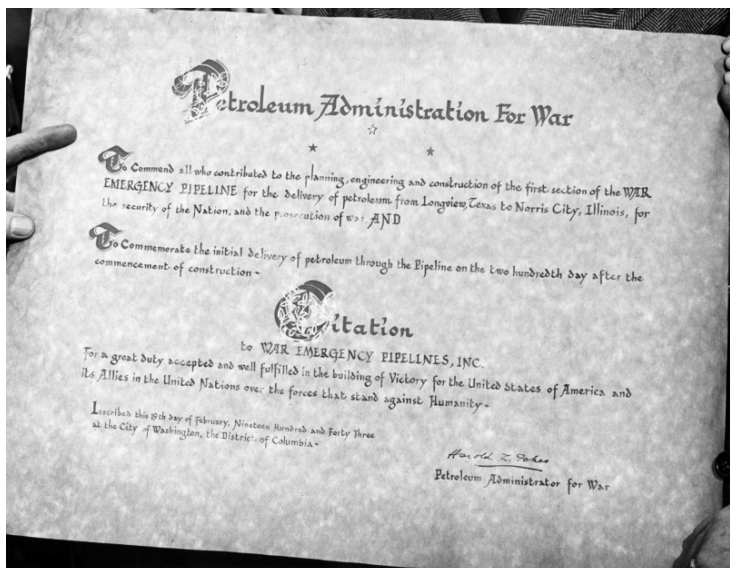 Petroleum Administration For War
To Commend all who contributed to the planning, engineering and construction of the first section of the WAR
EMERGENCY PIPELINE for the delivery of petroleum from Longview, Texas to Norris City, Illinois, for
the security of the Nation, and the prosecution of war AND
To Commemorate the initial delivery of petroleum through the Pipeline on the two hundredth day after the
commencement of construction -
Citation
to WAR EMERGENCY PIPELINES, INC.
For a great duty accepted and well fulfilled in the building of Victory for the United States of America and
its Allies in the United Nations over the forces that stand against Humanity -
Inscribed this 19th day of February, Nineteen Hundred and Forty Three
at the City of Washington, the District of Columbia -
Harold L. Ickes
Petroleum Administrator for War